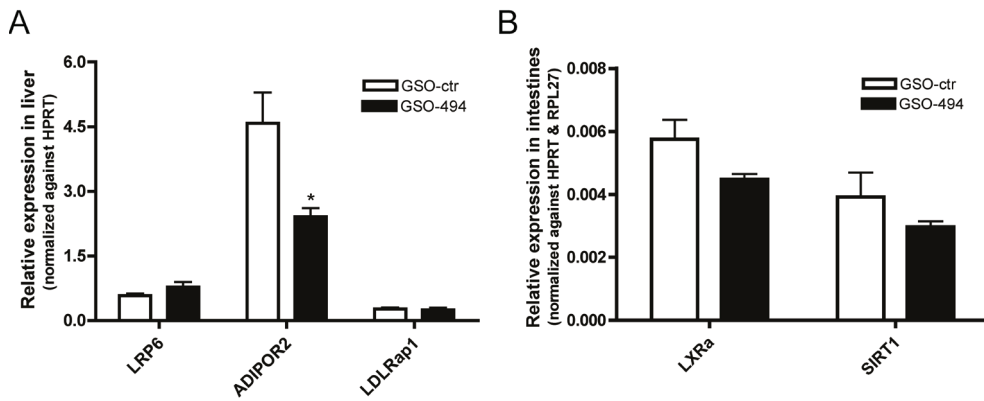 A
Relative expression in liver
(normalized against HPRT)
6.0
4.5
3.0
1.5
0.0
GSO-ctr
GSO-494
*
LRP6
ADIPOR2
LDLRap1
B
Relative expression in intestines
(normalized against HPRT & RPL27)
0.008
0.006
0.004
0.002
0.000
GSO-ctr
GSO-494
LXRa
SIRT1